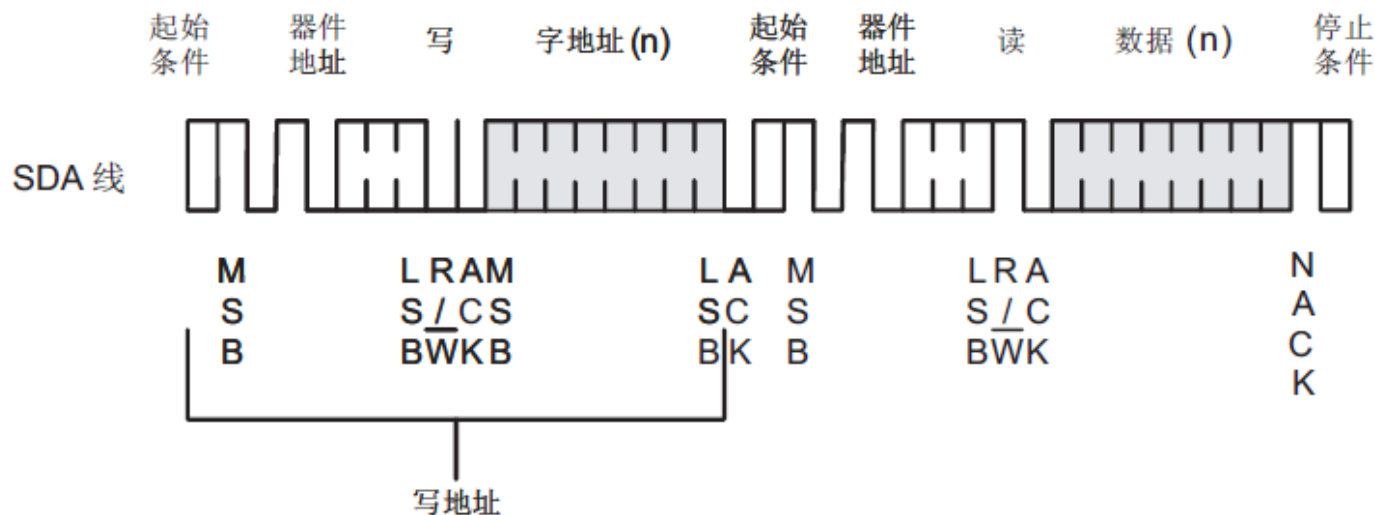 起始 器件 写 字地址 (n) 起始 器件 读 数据 (n) 停止
条件 地址 条件 地址 条件
SDA 线
M L R A M L A M L R A N
S S / C S S C S S / C A
B B W K B B K B B W K C
K
写地址